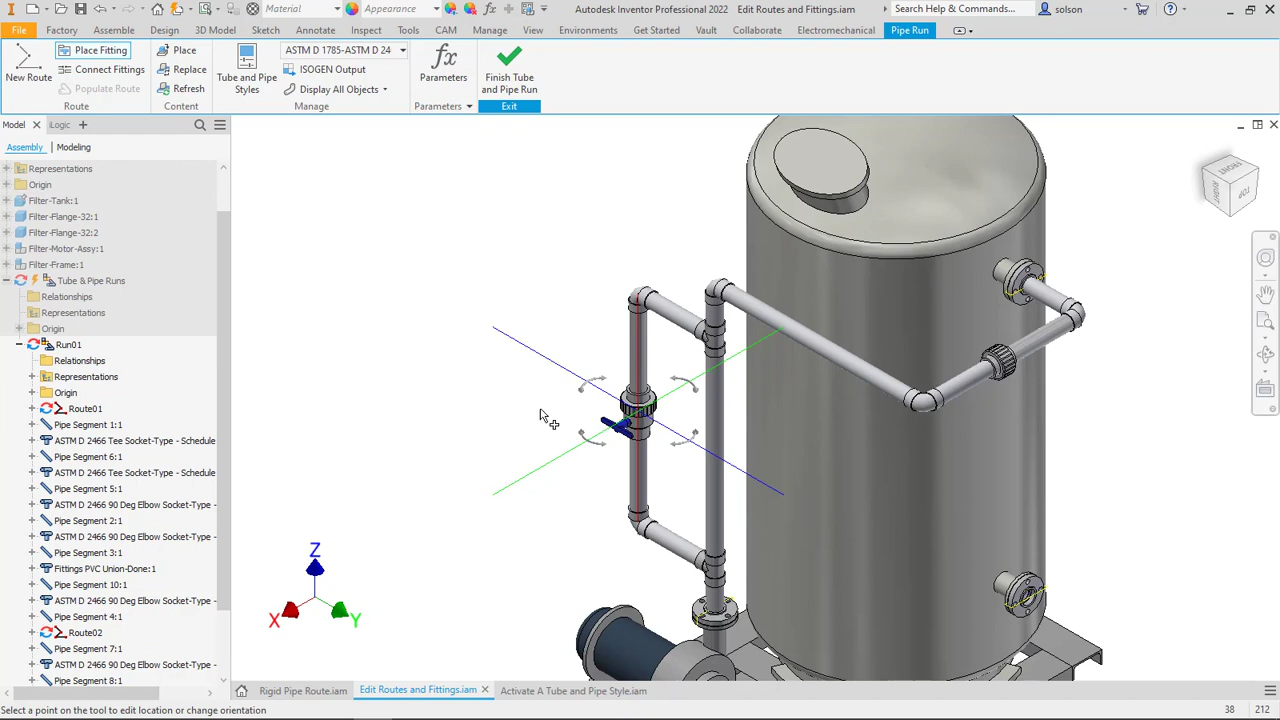 Material
Appearance
Autodesk Inventor Professional 2022 Edit Routes and Fittings.iam
Search Help & Commands...
solson
File
Factory
Assemble
Design
3D Model
Sketch
Annotate
Inspect
Tools
CAM
Manage
View
Environments
Get Started
Vault
Collaborate
Electromechanical
Pipe Run
New Route
Place Fitting
Connect Fittings
Populate Route
Place
Replace
Refresh
Tube and Pipe
Styles
ASTM D 1785-ASTM D 24
ISOGEN Output
Display All Objects
fx
Parameters
Finish Tube
and Pipe Run
Route
Content
Manage
Parameters
Exit
Model
iLogic
Assembly
Modeling
Representations
Origin
Filter-Tank:1
Filter-Flange-32:1
Filter-Flange-32:2
Filter-Motor-Assy:1
Filter-Frame:1
Tube & Pipe Runs
Relationships
Representations
Origin
Run01
Relationships
Representations
Origin
Route01
Pipe Segment 1:1
ASTM D 2466 Tee Socket-Type - Schedule
Pipe Segment 6:1
ASTM D 2466 Tee Socket-Type - Schedule
Pipe Segment 5:1
ASTM D 2466 90 Deg Elbow Socket-Type -
Pipe Segment 2:1
ASTM D 2466 90 Deg Elbow Socket-Type -
Pipe Segment 3:1
Fittings PVC Union-Done:1
Pipe Segment 10:1
ASTM D 2466 90 Deg Elbow Socket-Type -
Pipe Segment 4:1
Route02
Pipe Segment 7:1
ASTM D 2466 90 Deg Elbow Socket-Type -
Pipe Segment 8:1
FRONT
RIGHT
TOP
Z
X
Y
Rigid Pipe Route.iam
Edit Routes and Fittings.iam
Activate A Tube and Pipe Style.iam
Select a point on the tool to edit location or change orientation
38
212